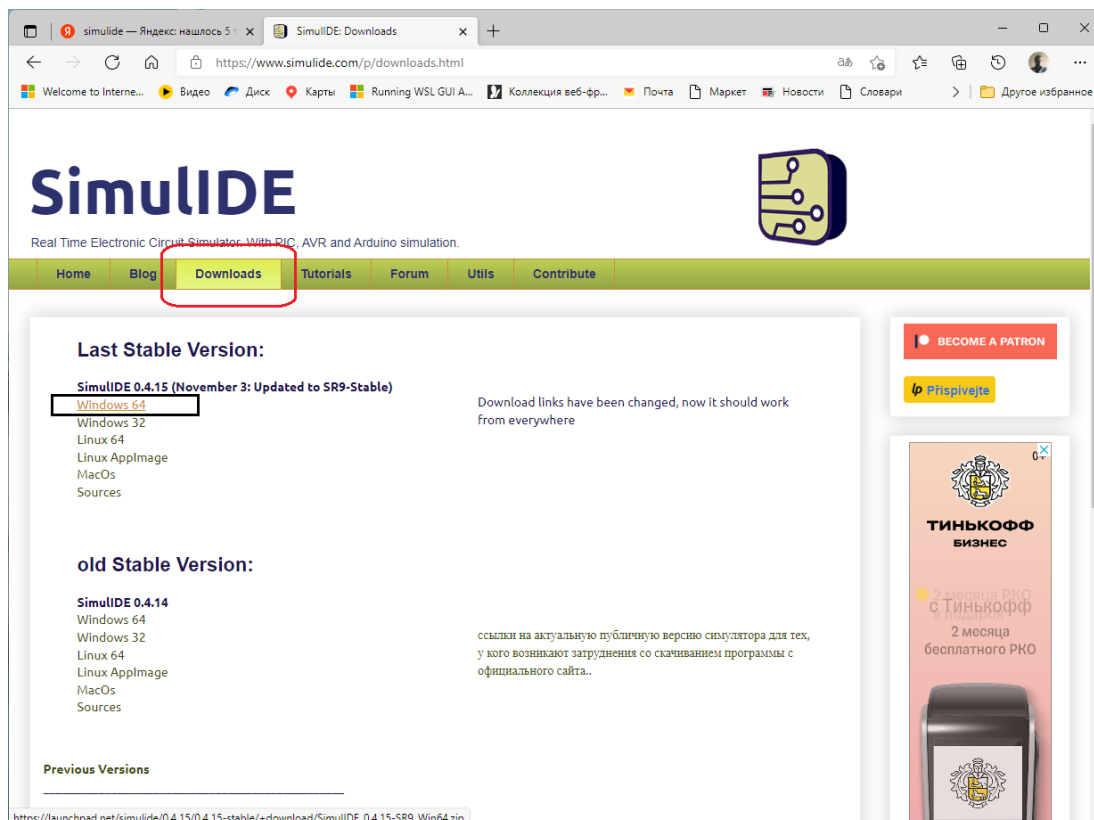 simulide — Яндекс: нашлось 5 т
SimulIDE: Downloads
https://www.simulide.com/p/downloads.html
Welcome to Interne...
Видео
Диск
Карты
Running WSL GUI A...
Коллекция веб-фр...
Почта
Маркет
Новости
Словари
Другое избранное
SimulIDE
Real Time Electronic Circuit Simulator. With PIC, AVR and Arduino simulation.
Home Blog Downloads Tutorials Forum Utils Contribute
Last Stable Version:
SimulIDE 0.4.15 (November 3: Updated to SR9-Stable)
Windows 64
Windows 32
Linux 64
Linux AppImage
MacOs
Sources
Download links have been changed, now it should work
from everywhere
old Stable Version:
SimulIDE 0.4.14
Windows 64
Windows 32
Linux 64
Linux AppImage
MacOs
Sources
ссылки на актуальную публичную версию симулятора для тех,
у кого возникают затруднения со скачиванием программы с
официального сайта..
Previous Versions
BECOME A PATRON
lp Přispívejte
0+
ТИНЬКОФФ
БИЗНЕС
2 месяца РКО
в подарок
с Тинькофф
2 месяца
бесплатного РКО
https://launchpad.net/simulide/0.4.15/0.4.15-stable/+download/SimulIDE_0.4.15-SR9_Win64.zip